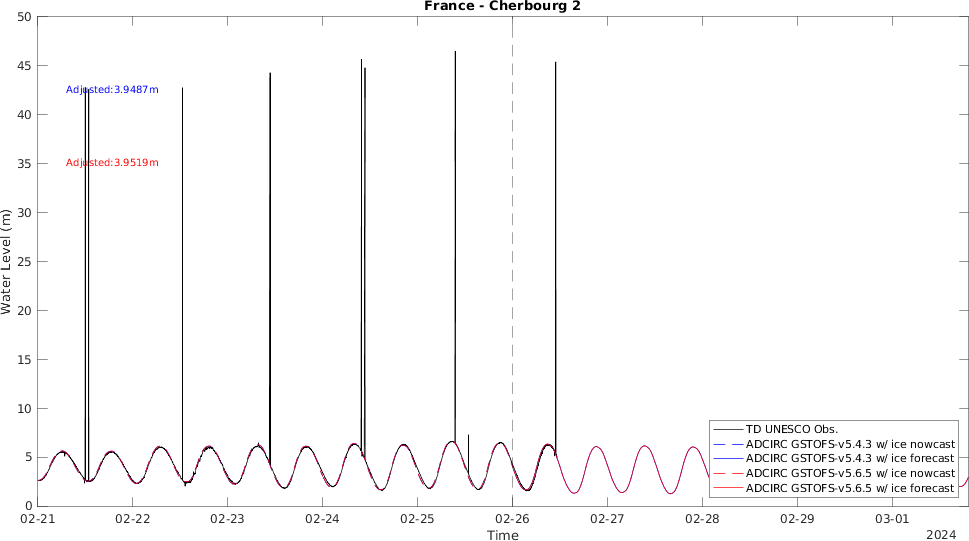 France - Cherbourg 2
50
45
40
35
30
25
20
15
10
5
0
Water Level (m)
Adjusted:3.9487m
Adjusted:3.9519m
TD UNESCO Obs.
ADCIRC GSTOFS-v5.4.3 w/ ice nowcast
ADCIRC GSTOFS-v5.4.3 w/ ice forecast
ADCIRC GSTOFS-v5.6.5 w/ ice nowcast
ADCIRC GSTOFS-v5.6.5 w/ ice forecast
02-21 02-22 02-23 02-24 02-25 02-26 02-27 02-28 02-29 03-01
Time
2024